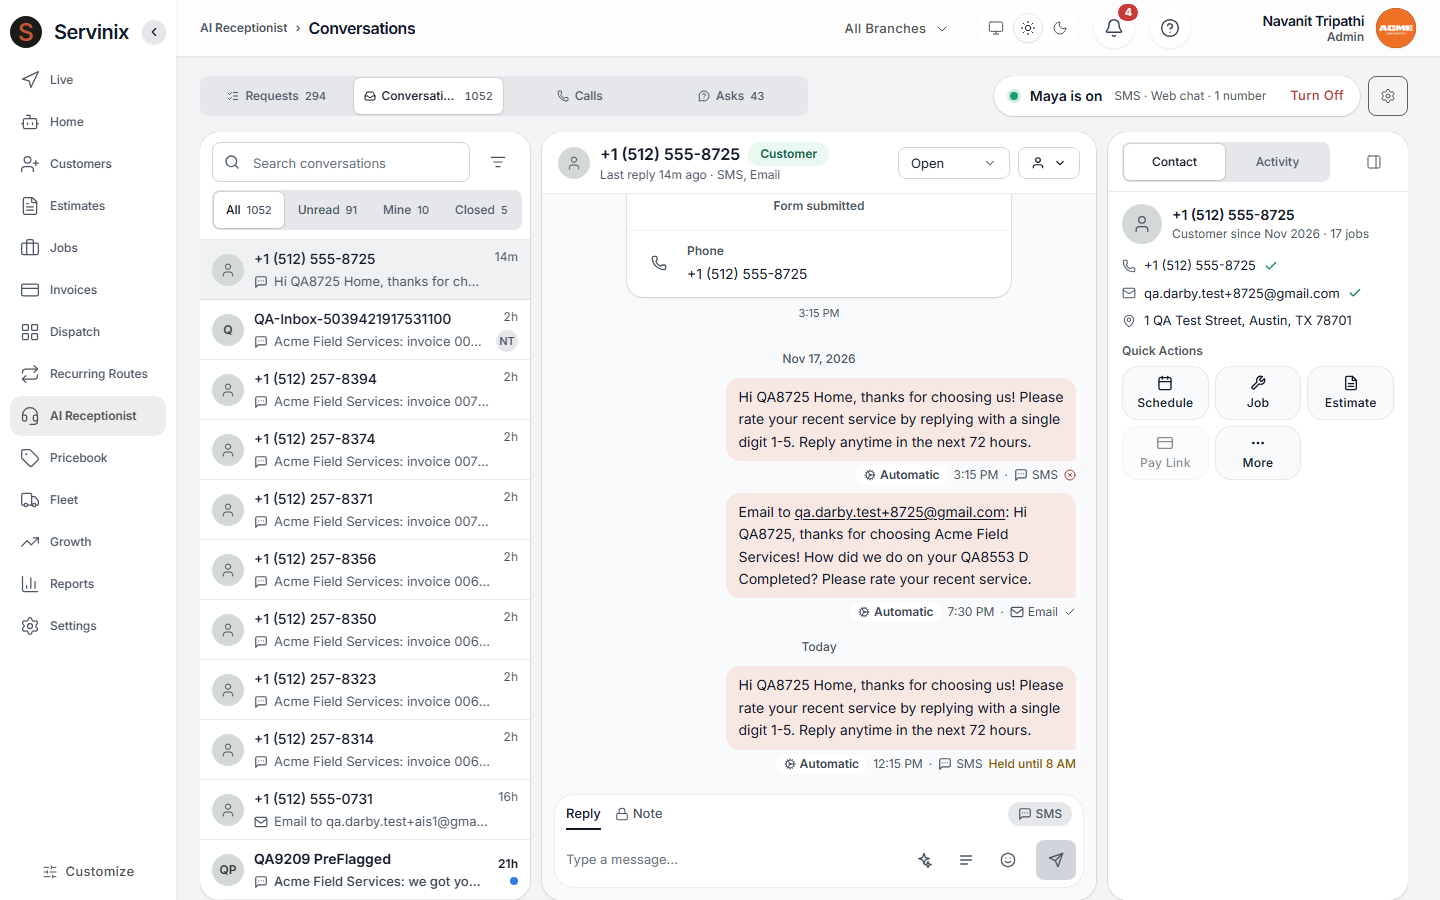 S Servinix
Live
Home
Customers
Estimates
Jobs
Invoices
Dispatch
Recurring Routes
AI Receptionist
Pricebook
Fleet
Growth
Reports
Settings
Customize
AI Receptionist › Conversations
All Branches
4
Navanit Tripathi
Admin
ACME
Requests 294
Conversati... 1052
Calls
Asks 43
Maya is on SMS · Web chat · 1 number Turn Off
Search conversations
All 1052
Unread 91
Mine 10
Closed 5
+1 (512) 555-8725 14m
Hi QA8725 Home, thanks for ch...
Q QA-Inbox-5039421917531100 2h
Acme Field Services: invoice 00... NT
+1 (512) 257-8394 2h
Acme Field Services: invoice 007...
+1 (512) 257-8374 2h
Acme Field Services: invoice 007...
+1 (512) 257-8371 2h
Acme Field Services: invoice 007...
+1 (512) 257-8356 2h
Acme Field Services: invoice 006...
+1 (512) 257-8350 2h
Acme Field Services: invoice 006...
+1 (512) 257-8323 2h
Acme Field Services: invoice 006...
+1 (512) 257-8314 2h
Acme Field Services: invoice 006...
+1 (512) 555-0731 16h
Email to qa.darby.test+ais1@gma...
QP QA9209 PreFlagged 21h
Acme Field Services: we got yo...
+1 (512) 555-8725 Customer
Last reply 14m ago · SMS, Email
Open
Form submitted
Phone
+1 (512) 555-8725
3:15 PM
Nov 17, 2026
Hi QA8725 Home, thanks for choosing us! Please
rate your recent service by replying with a single
digit 1-5. Reply anytime in the next 72 hours.
Automatic 3:15 PM · SMS
Email to qa.darby.test+8725@gmail.com: Hi
QA8725, thanks for choosing Acme Field
Services! How did we do on your QA8553 D
Completed? Please rate your recent service.
Automatic 7:30 PM · Email
Today
Hi QA8725 Home, thanks for choosing us! Please
rate your recent service by replying with a single
digit 1-5. Reply anytime in the next 72 hours.
Automatic 12:15 PM · SMS Held until 8 AM
Reply
Note
SMS
Type a message...
Contact
Activity
+1 (512) 555-8725
Customer since Nov 2026 · 17 jobs
+1 (512) 555-8725
qa.darby.test+8725@gmail.com
1 QA Test Street, Austin, TX 78701
Quick Actions
Schedule
Job
Estimate
Pay Link
More